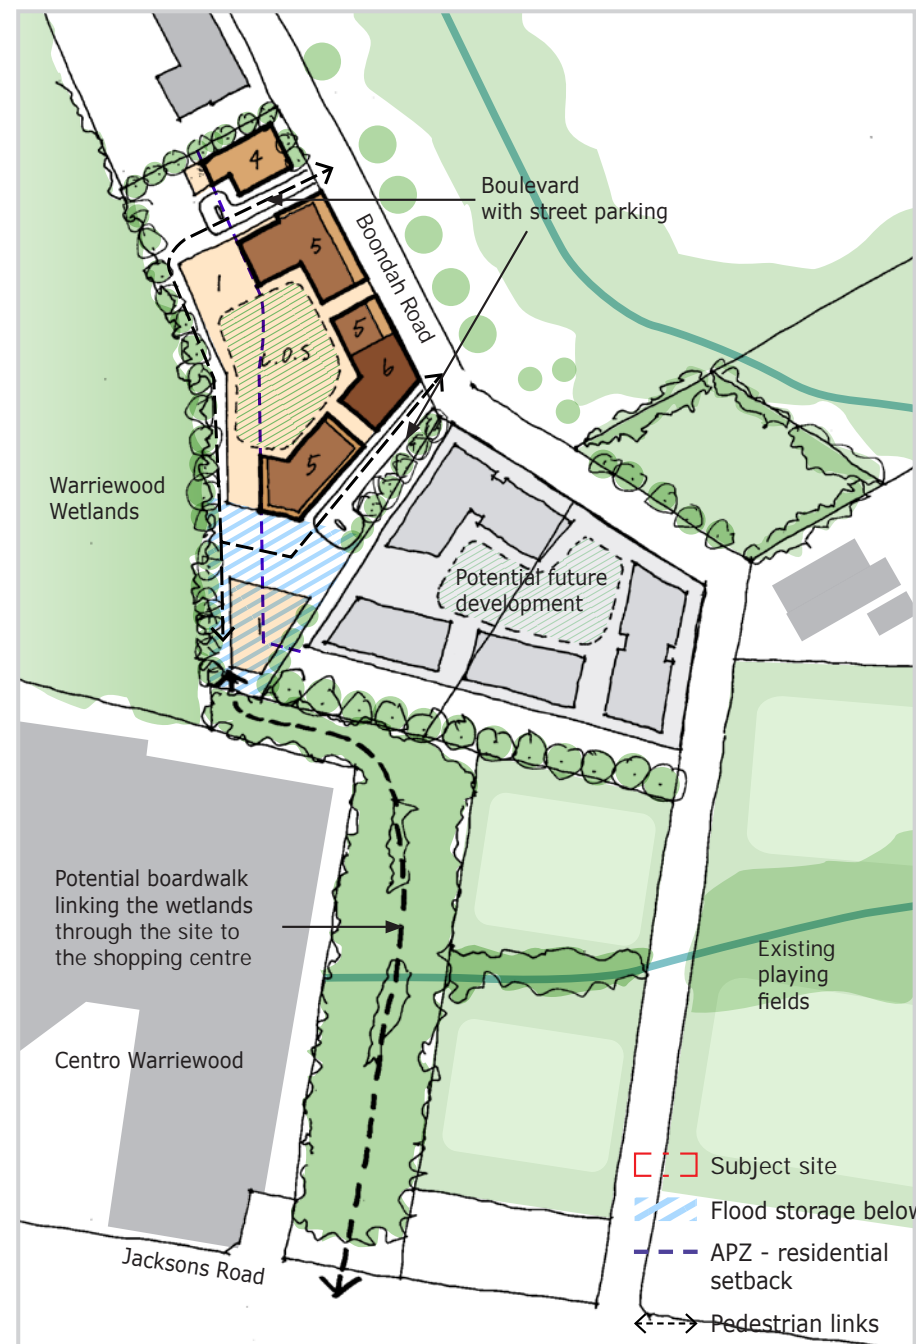 4
Boulevard
with street parking
Boondah Road
5
1
5
L.O.S
6
5
Warriewood
Wetlands
Potential future
development
1
Potential boardwalk
linking the wetlands
through the site to
the shopping centre
Existing
playing
fields
Centro Warriewood
Subject site
Flood storage below
APZ - residential
setback
Jacksons Road
Pedestrian links